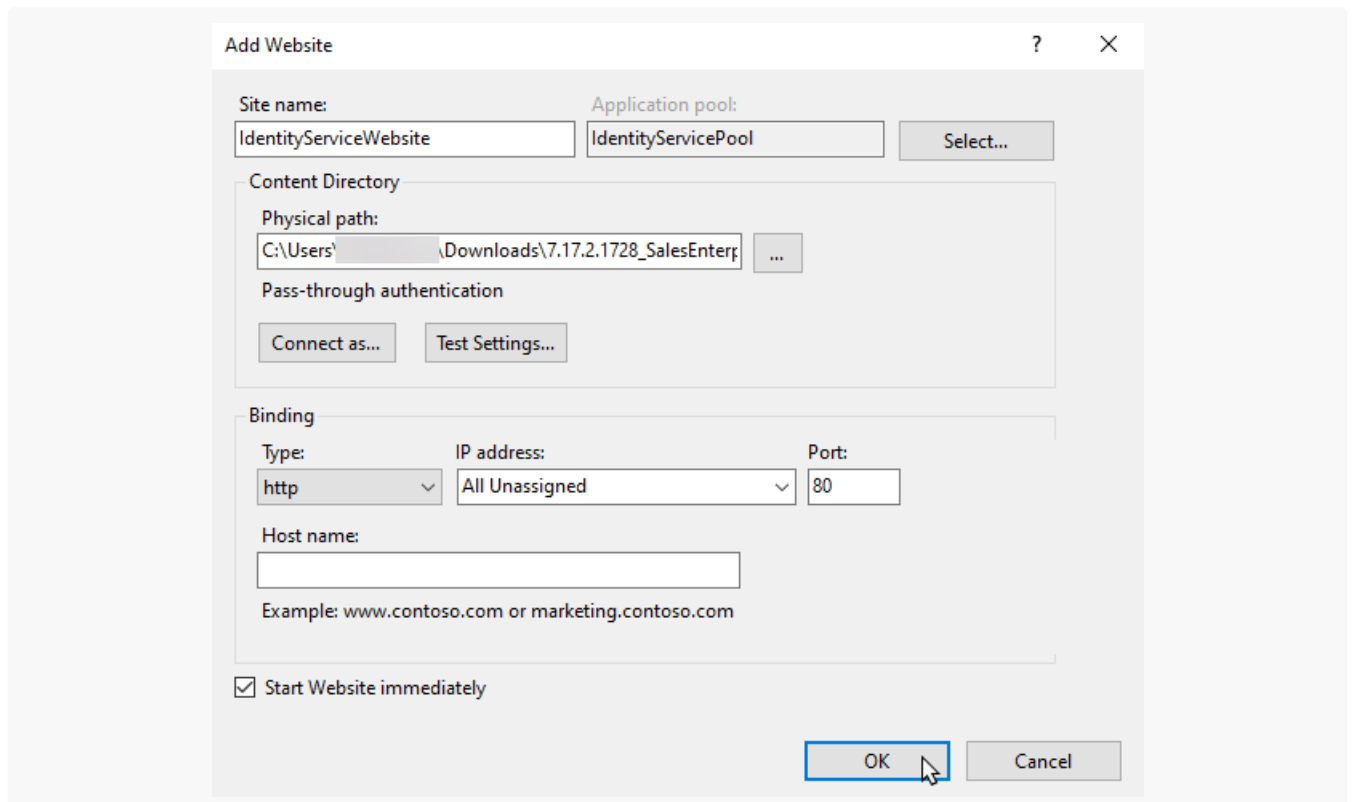 Add Website
?
Site name:
Application pool:
IdentityServiceWebsite
IdentityServicePool
Select...
Content Directory
Physical path:
C:\Users\ \Downloads\7.17.2.1728_SalesEnterp
...
Pass-through authentication
Connect as...
Test Settings...
Binding
Type:
IP address:
Port:
http
All Unassigned
80
Host name:
Example: www.contoso.com or marketing.contoso.com
Start Website immediately
OK
Cancel